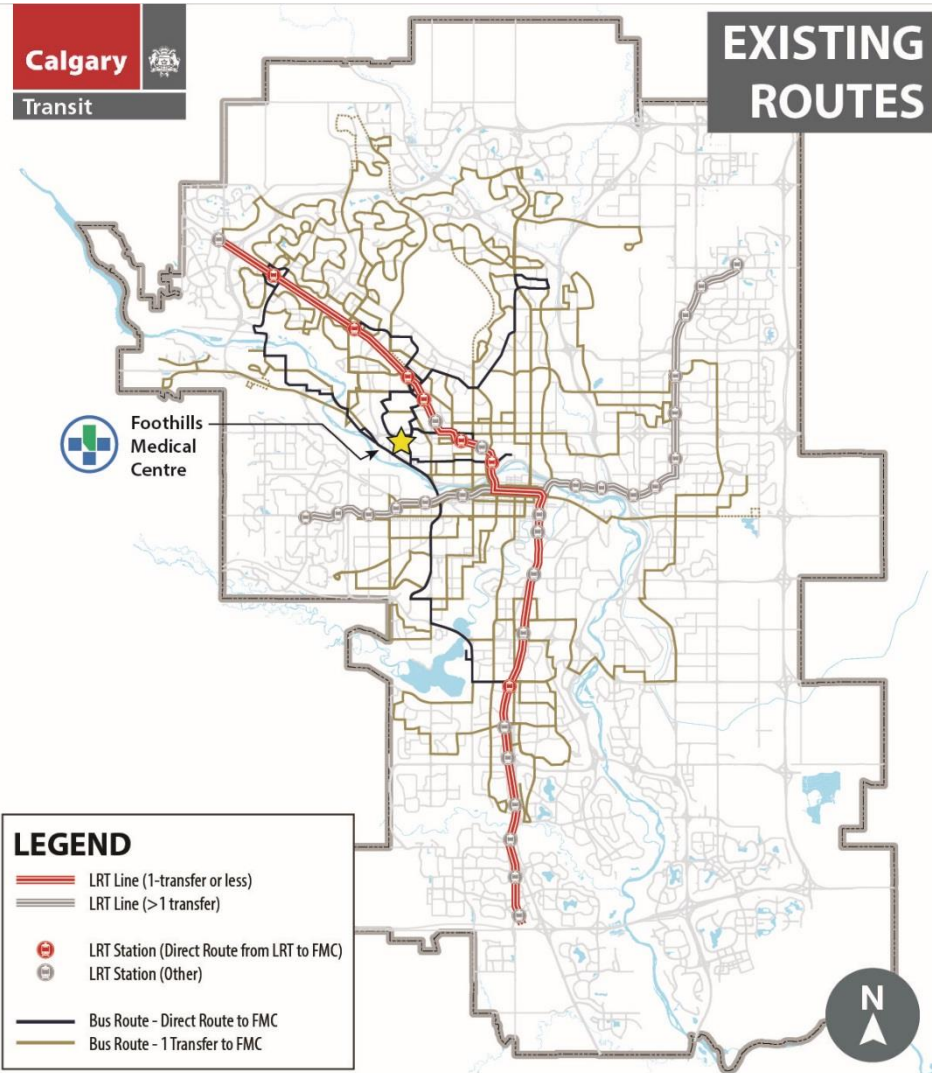 Calgary
Transit
EXISTING
ROUTES
Foothills
Medical
Centre
LEGEND
LRT Line (1-transfer or less)
LRT Line (>1 transfer)
LRT Station (Direct Route from LRT to FMC)
LRT Station (Other)
Bus Route - Direct Route to FMC
Bus Route - 1 Transfer to FMC
N